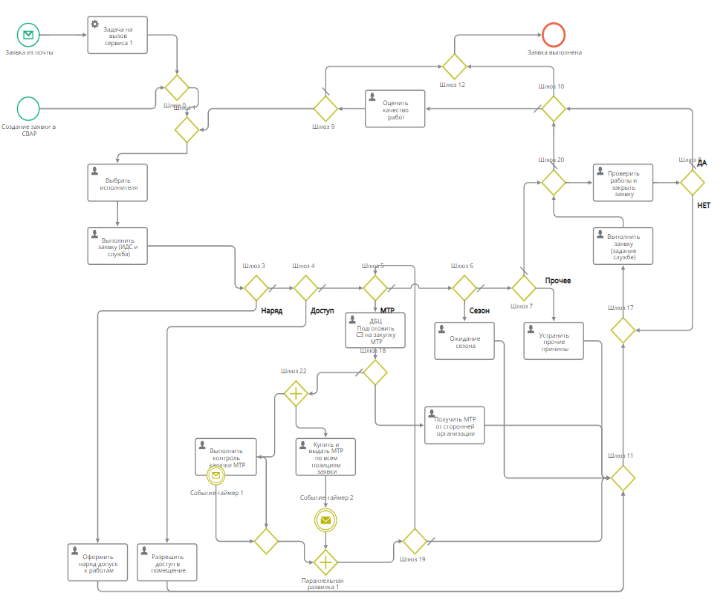 Задача на
вызов
сервиса 1
Заявка из почты
Заявка выполнена
Шлюз 12
Шлюз 10
Оценить
качество
работ
Создание заявки в
СВАР
Шлюз 9
Шлюз 20
Проверить
работы и
закрыть
заявку
ДА
НЕТ
Выбрать
исполнителя
Выполнить
заявку (ИДС и
служба)
Выполнить
заявку
(задание
службе)
Шлюз 3
Шлюз 4
Шлюз 5
Шлюз 6
Прочее
Шлюз 7
Шлюз 17
Наряд
Доступ
МТР
Сезон
ДБЦ
Подготовить
СЗ на закупку
МТР
Ожидание
сезона
Устранить
прочие
причины
Шлюз 18
Шлюз 22
Получить МТР
от сторонней
организации
Выполнить
контроль
МТР
Купить и
выдать МТР
по всем
позициям
заявки
Шлюз 11
Событие таймер 1
Событие таймер 2
Оформить
наряд-допуск
к работам
Разрешить
доступ в
помещение
Шлюз 19
Параллельная
развилка 1